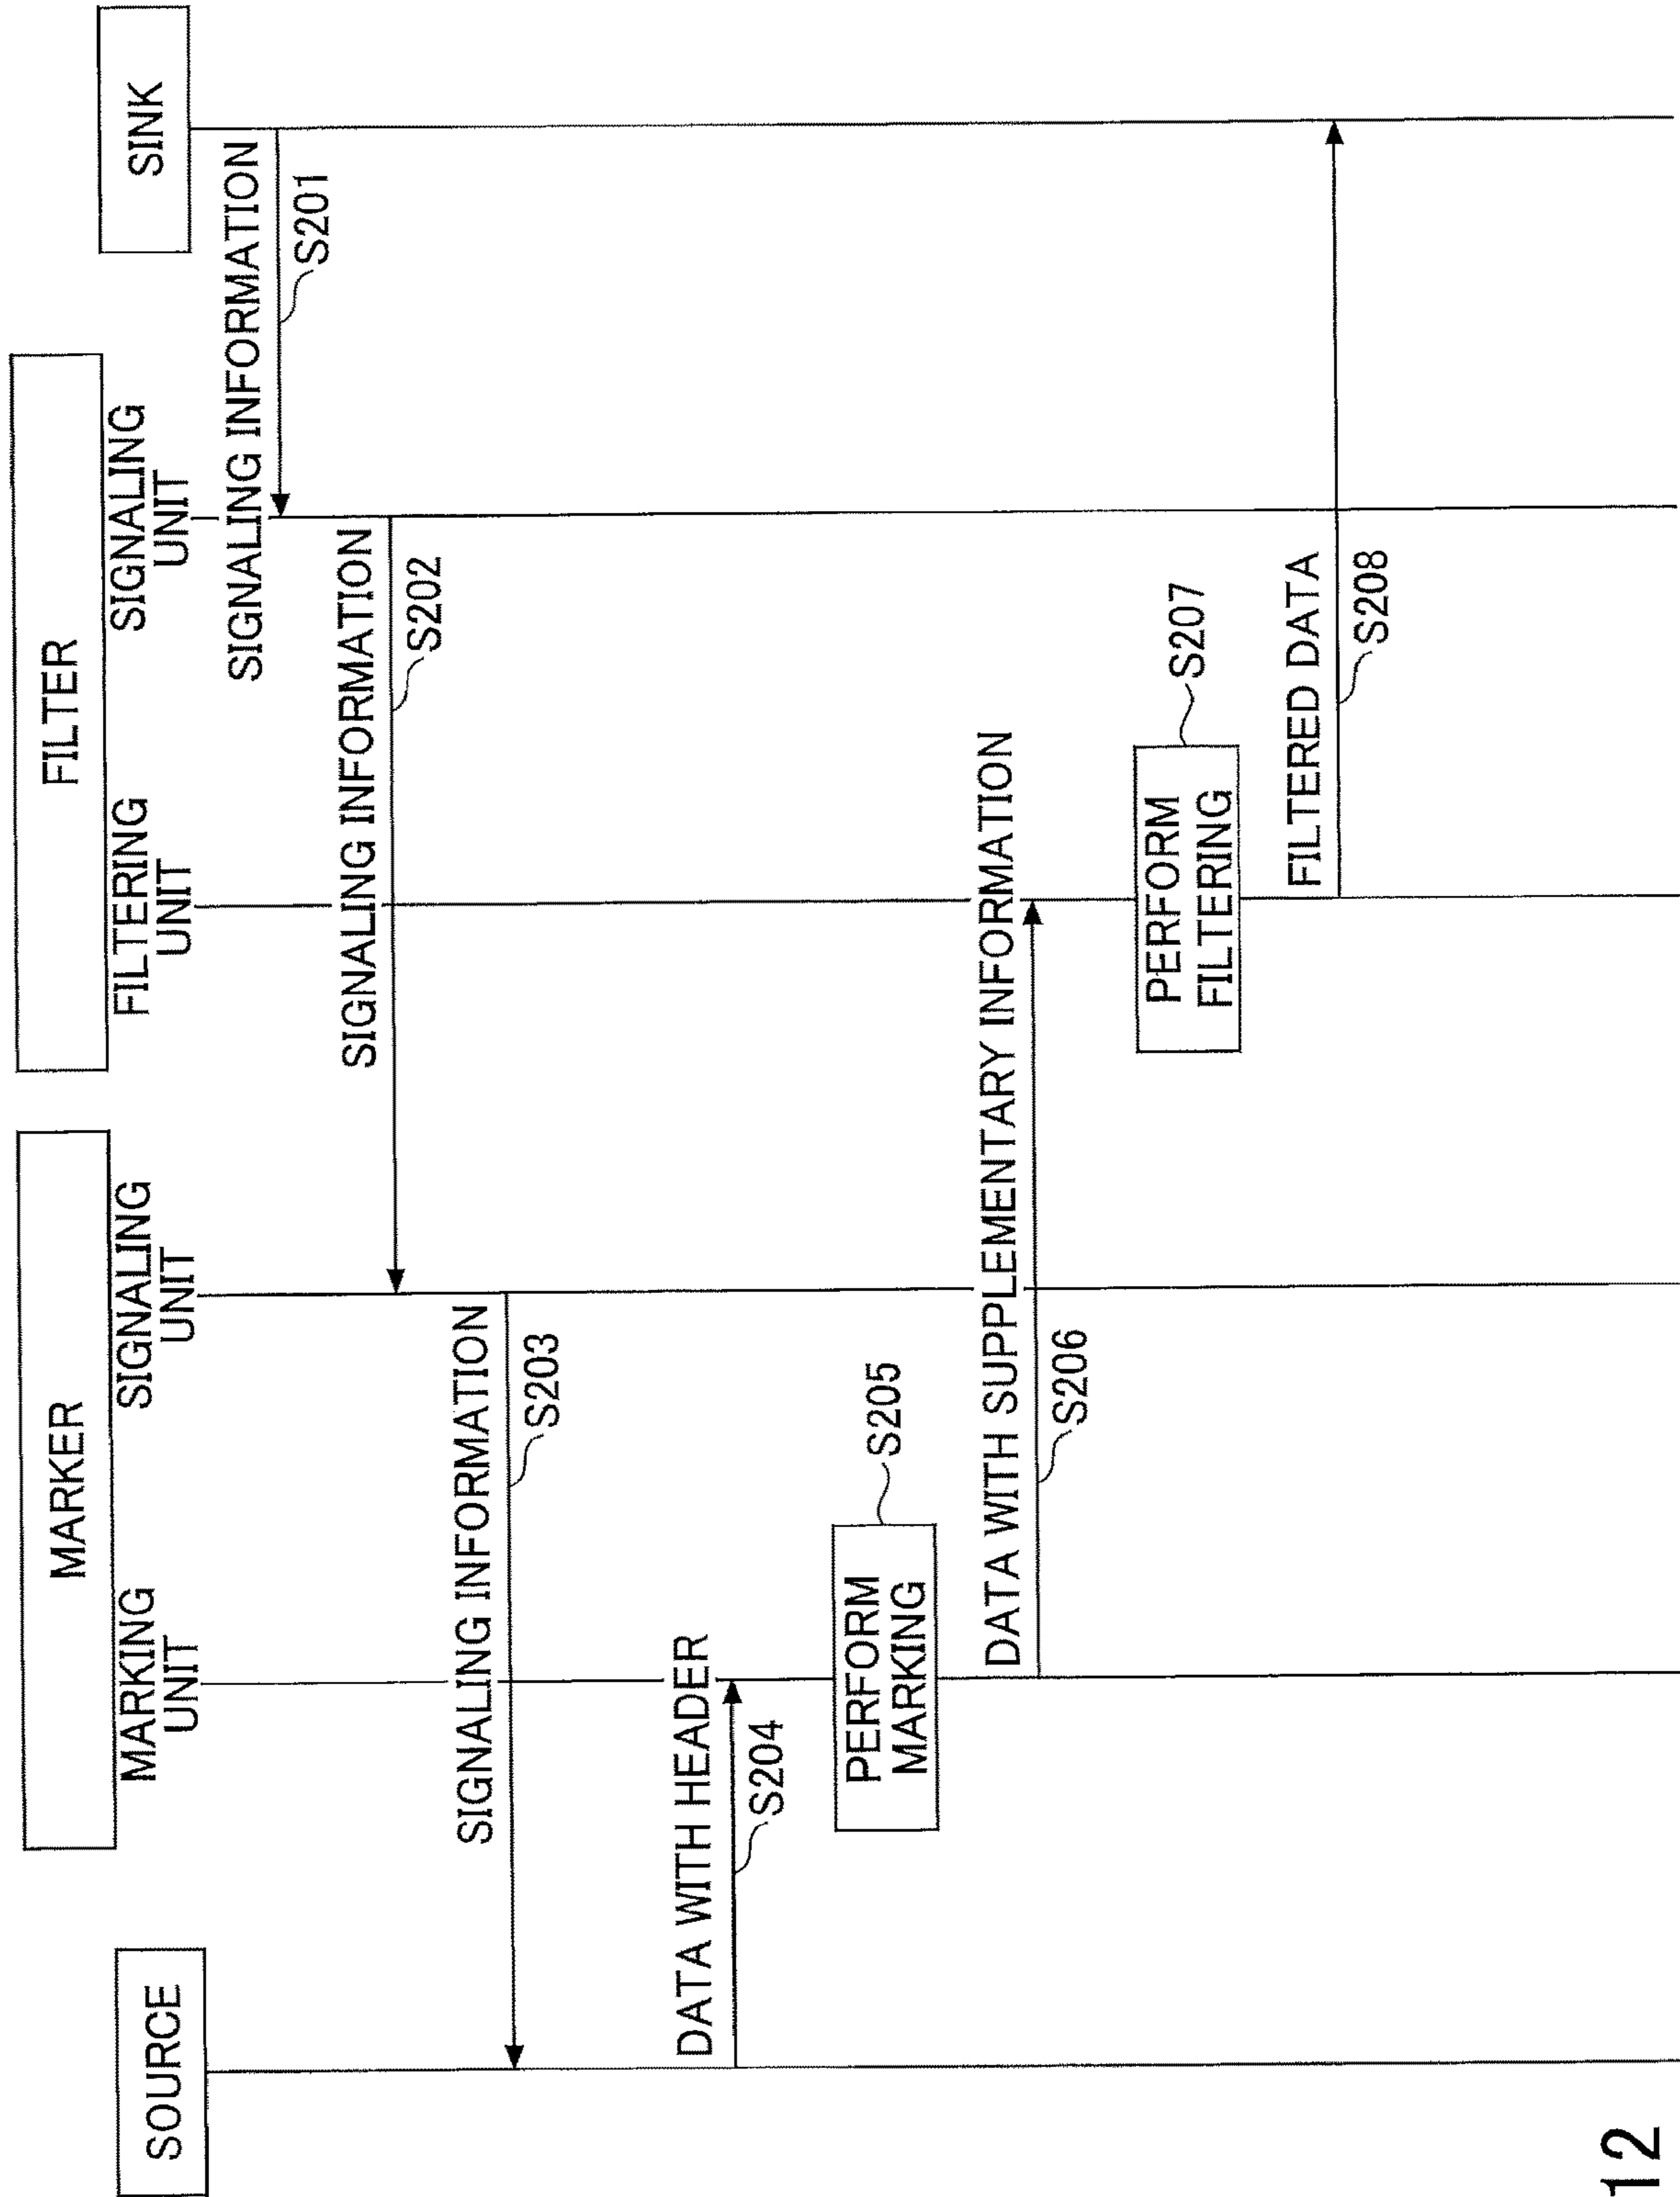 SOURCE
MARKER
FILTER
SINK
MARKING
UNIT
SIGNALING
UNIT
FILTERING
UNIT
SIGNALING
UNIT
SIGNALING INFORMATION
S201
SIGNALING INFORMATION
S202
SIGNALING INFORMATION
S203
DATA WITH HEADER
S204
PERFORM
MARKING
S205
DATA WITH SUPPLEMENTARY INFORMATION
S206
PERFORM
FILTERING
S207
FILTERED DATA
S208
12